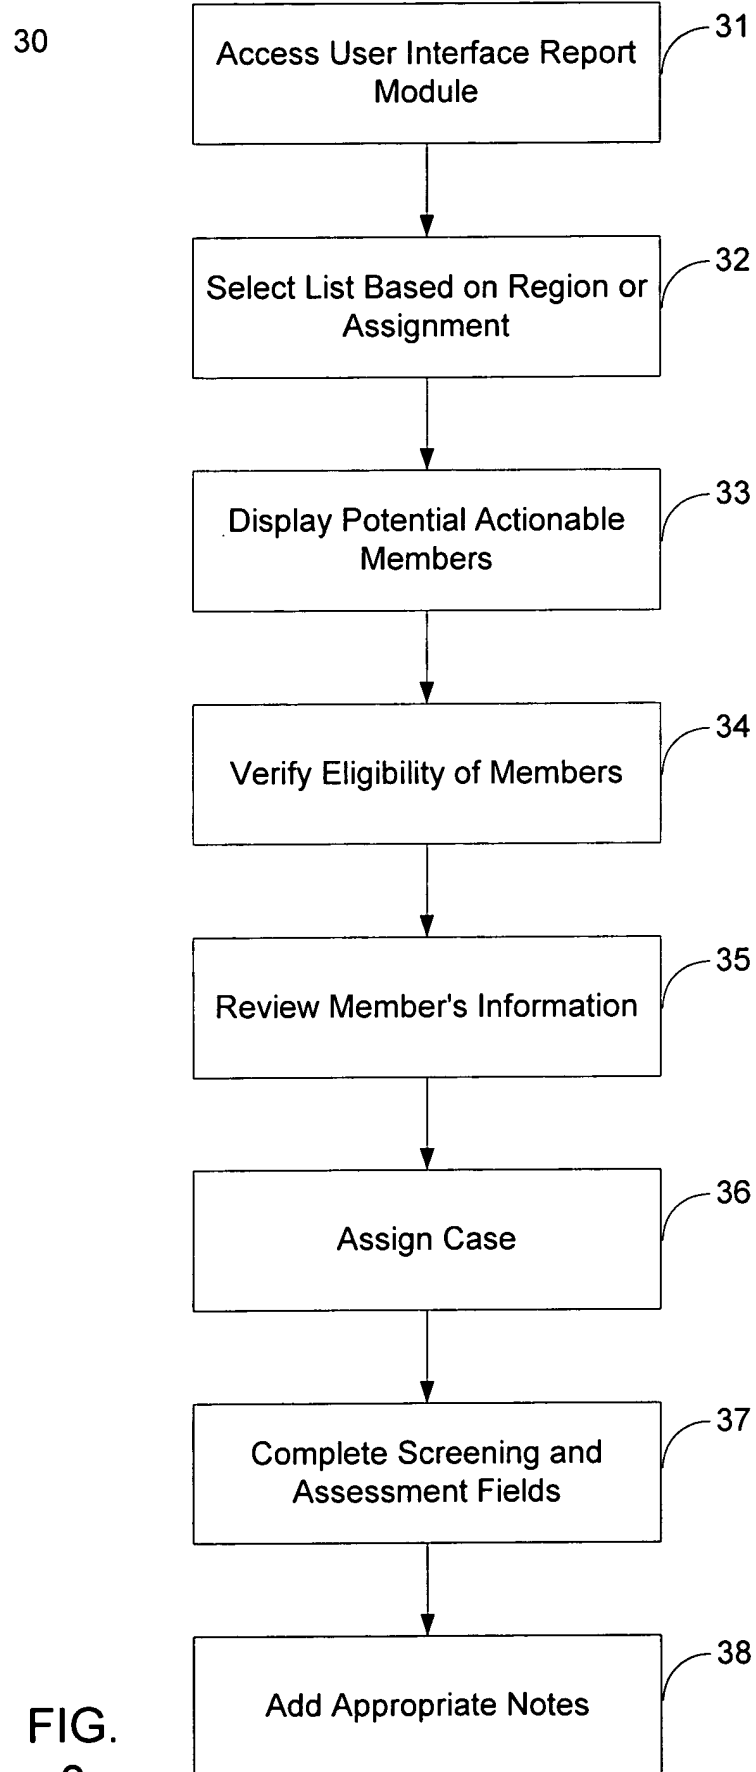 30
31
Access User Interface Report
Module
32
Select List Based on Region or
Assignment
33
Display Potential Actionable
Members
34
Verify Eligibility of Members
35
Review Member's Information
36
Assign Case
37
Complete Screening and
Assessment Fields
38
Add Appropriate Notes
FIG.